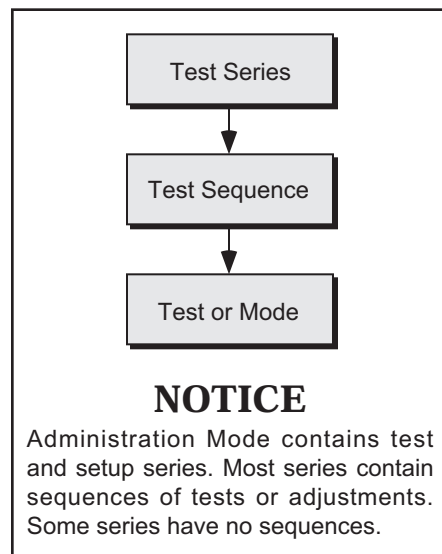 Test Series
Test Sequence
Test or Mode
NOTICE
Administration Mode contains test
and setup series. Most series contain
sequences of tests or adjustments.
Some series have no sequences.